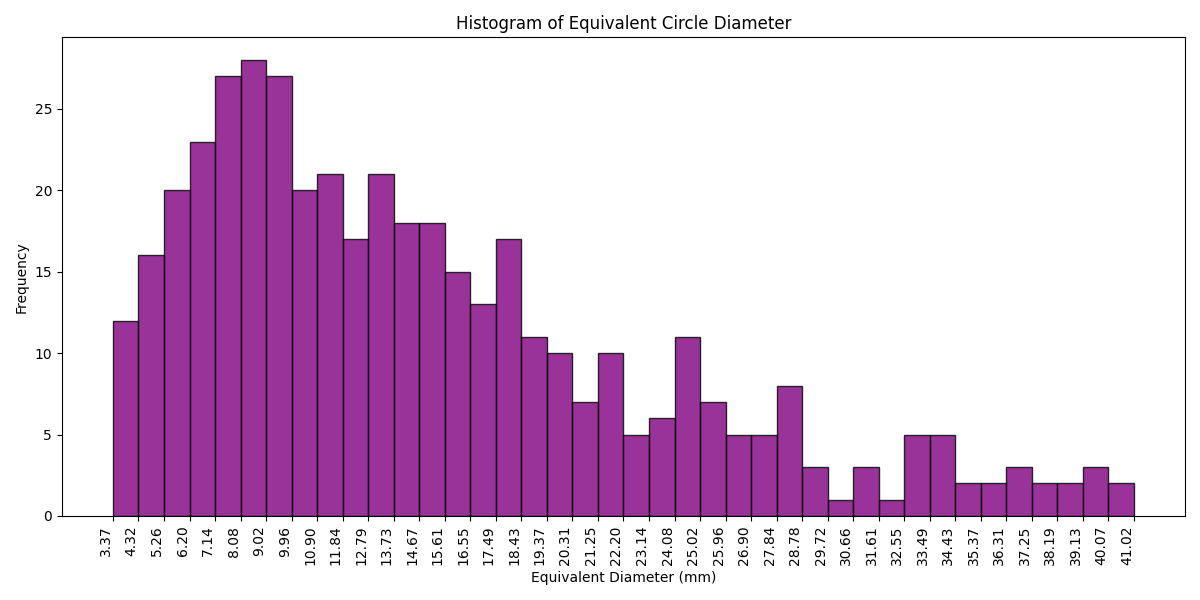 Histogram of Equivalent Circle Diameter
Frequency
25
20
15
10
5
0
3.37 4.32 5.26 6.20 7.14 8.08 9.02 9.96 10.90 11.84 12.79 13.73 14.67 15.61 16.55 17.49 18.43 19.37 20.31 21.25 22.20 23.14 24.08 25.02 25.96 26.90 27.84 28.78 29.72 30.66 31.61 32.55 33.49 34.43 35.37 36.31 37.25 38.19 39.13 40.07 41.02
Equivalent Diameter (mm)